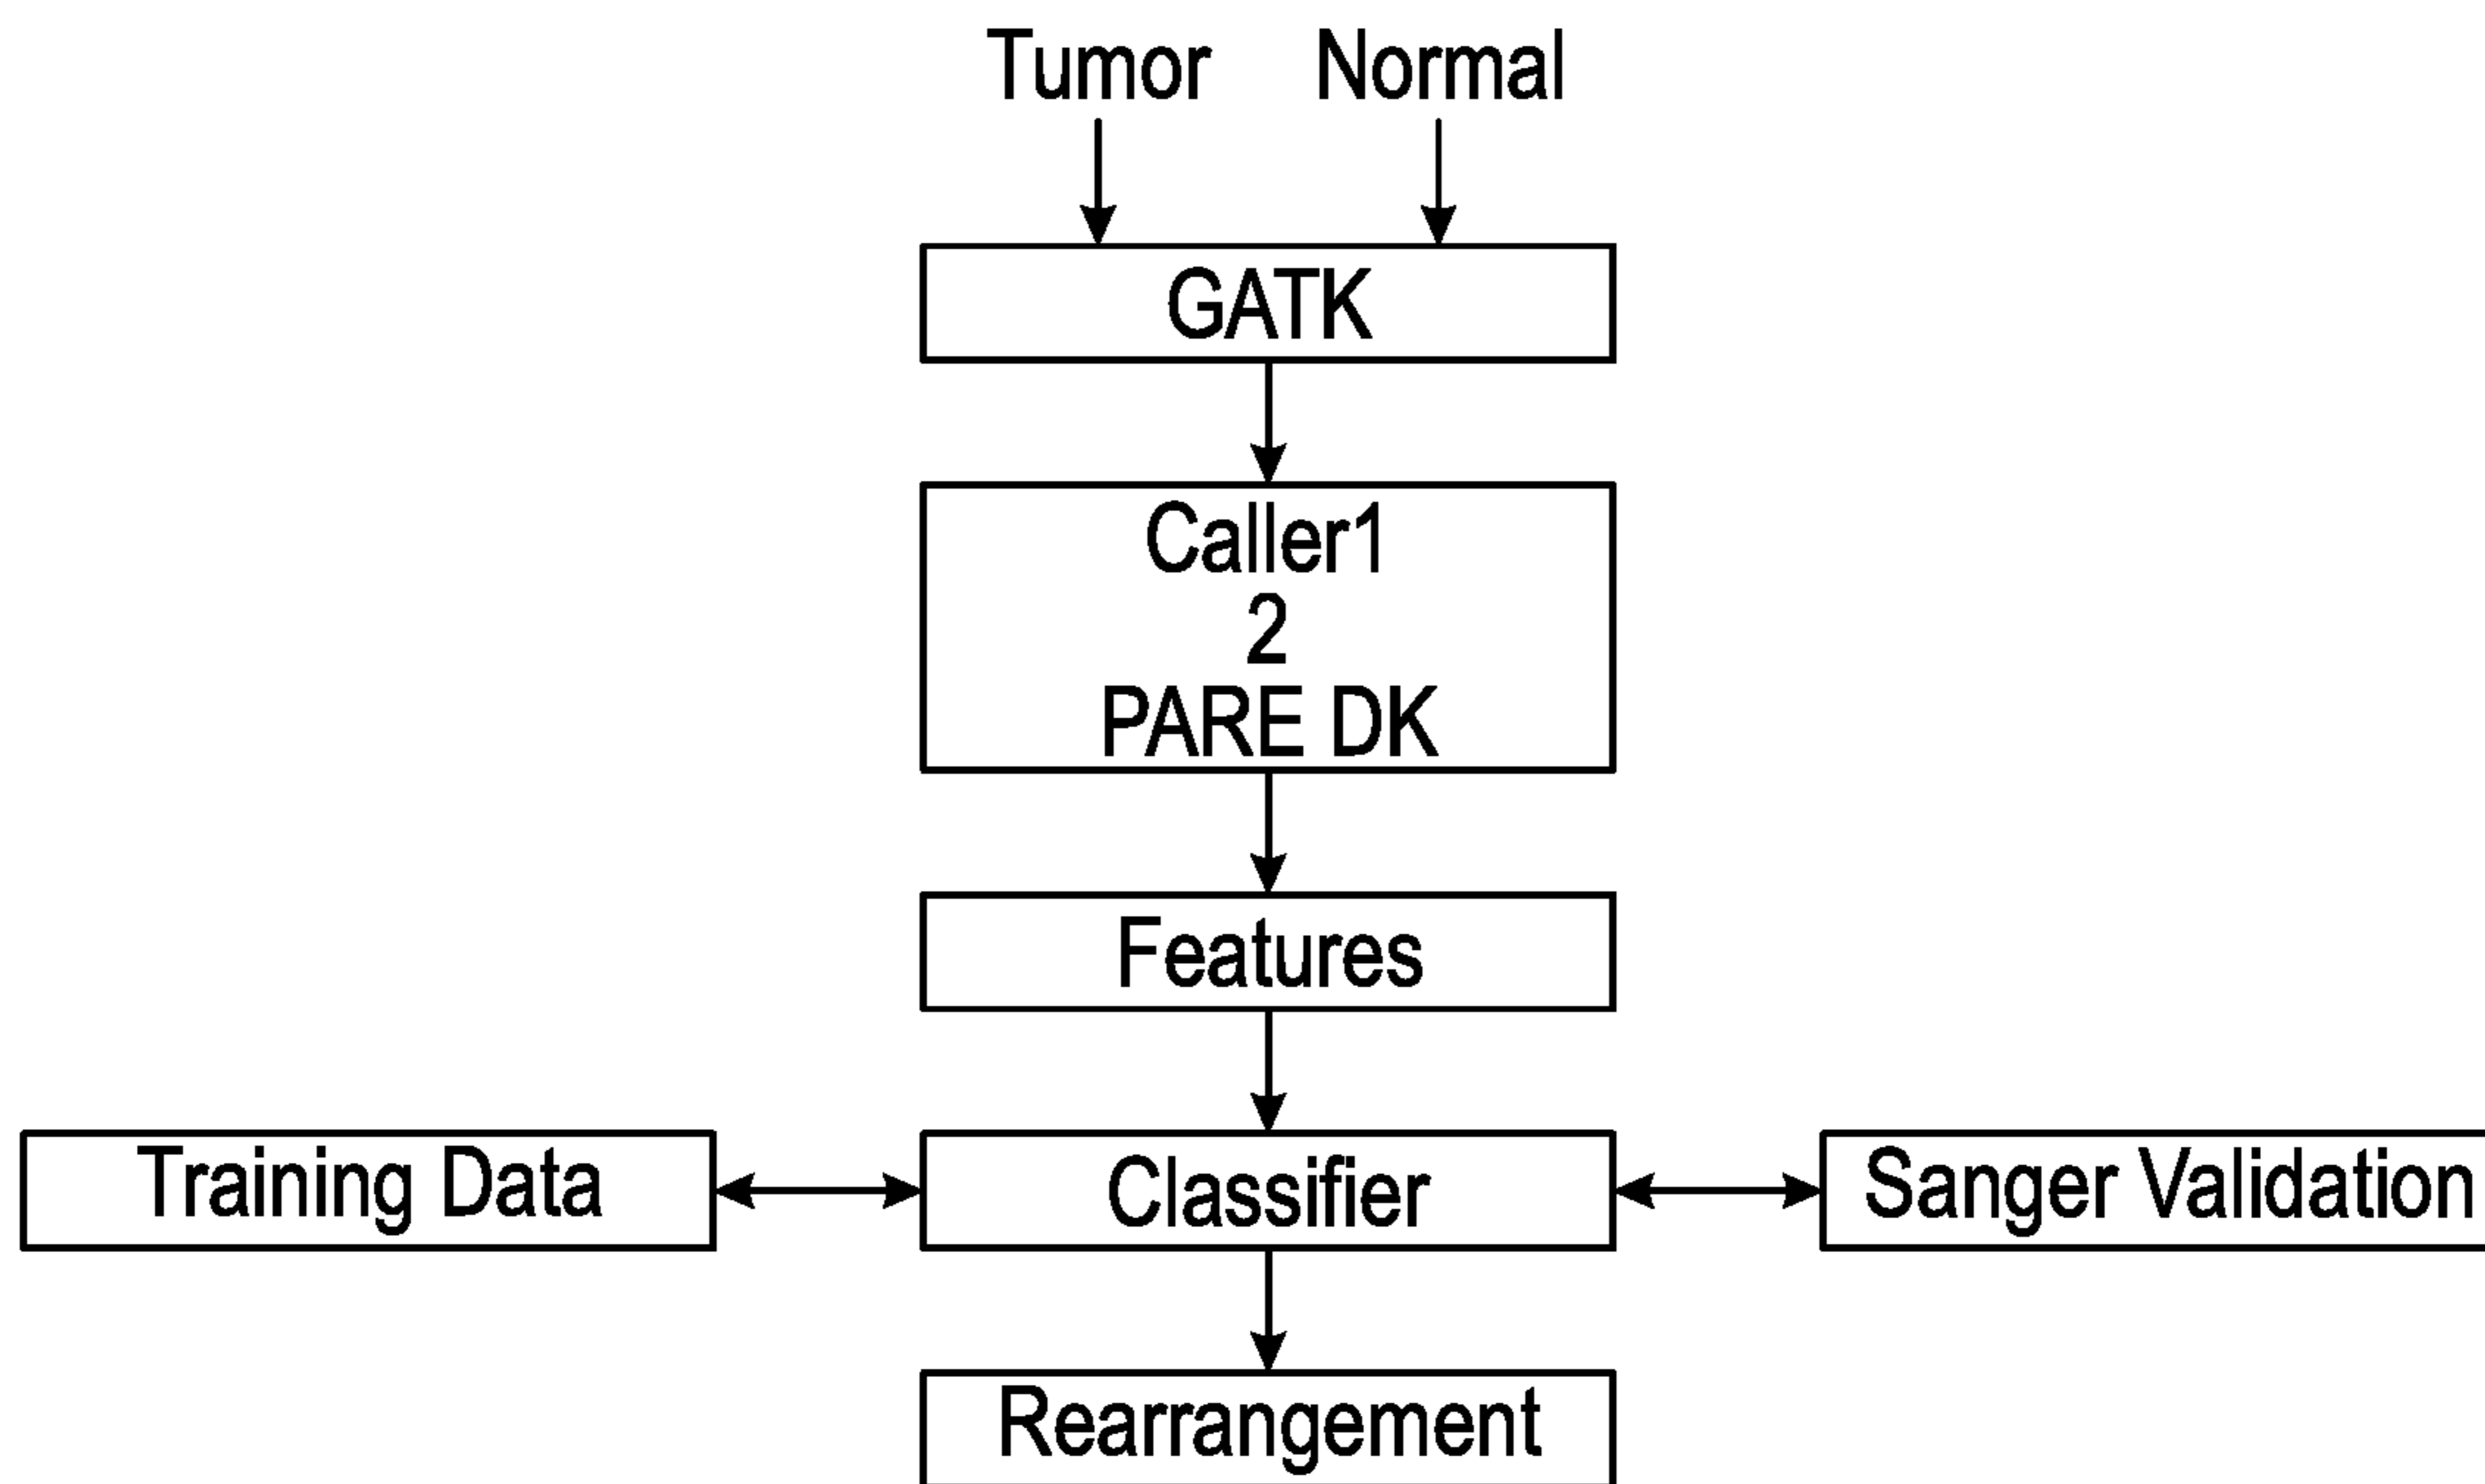 Tumor Normal
GATK
Caller1
2
PARE DK
Features
Training Data
Classifier
Sanger Validation
Rearrangement